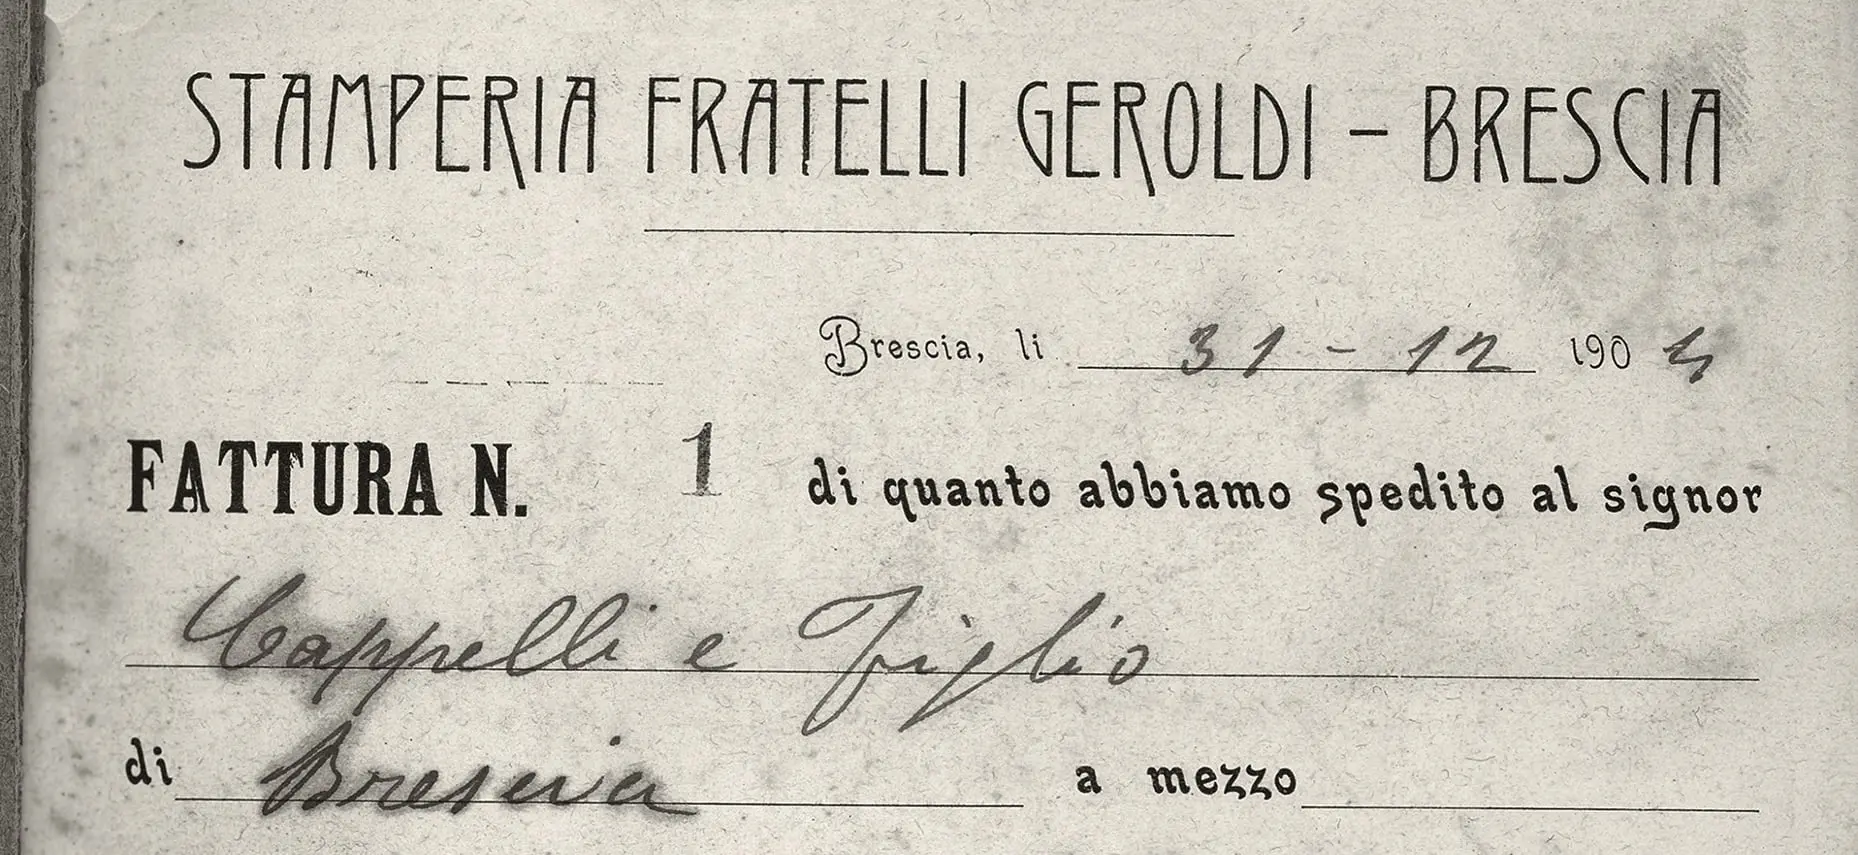 STAMPERIA FRATELLI GEROLDI - BRESCIA
Brescia, li 31 - 12 1904
FATTURA N. 1 di quanto abbiamo spedito al signor
Cappelli e Figlio
di Brescia a mezzo